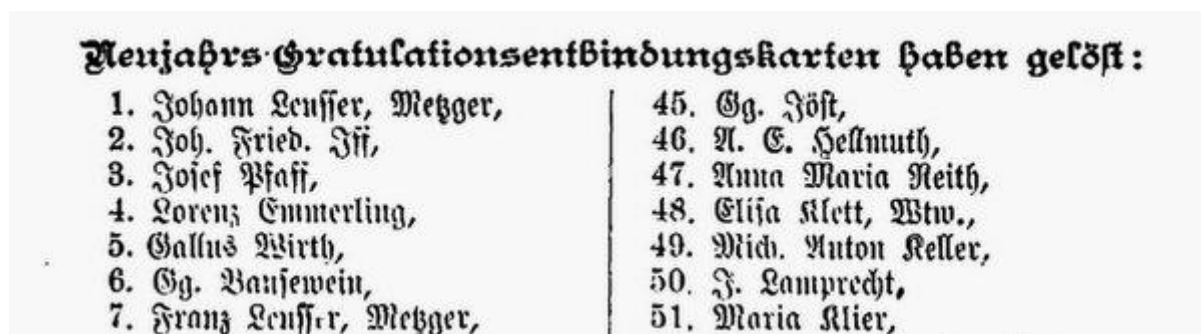 Neujahrs-Gratulationsentbindungskarten haben gelöst:
1. Johann Leusser, Metzger,
2. Joh. Fried. Iff,
3. Josef Pfaff,
4. Lorenz Emmerling,
5. Gallus Wirth,
6. Gg. Bausewein,
7. Franz Leusser, Metzger,
45. Gg. Jöst,
46. A. E. Hellmuth,
47. Anna Maria Reith,
48. Elisa Klett, Wtw.,
49. Mich. Anton Keller,
50. J. Lamprecht,
51. Maria Klier,